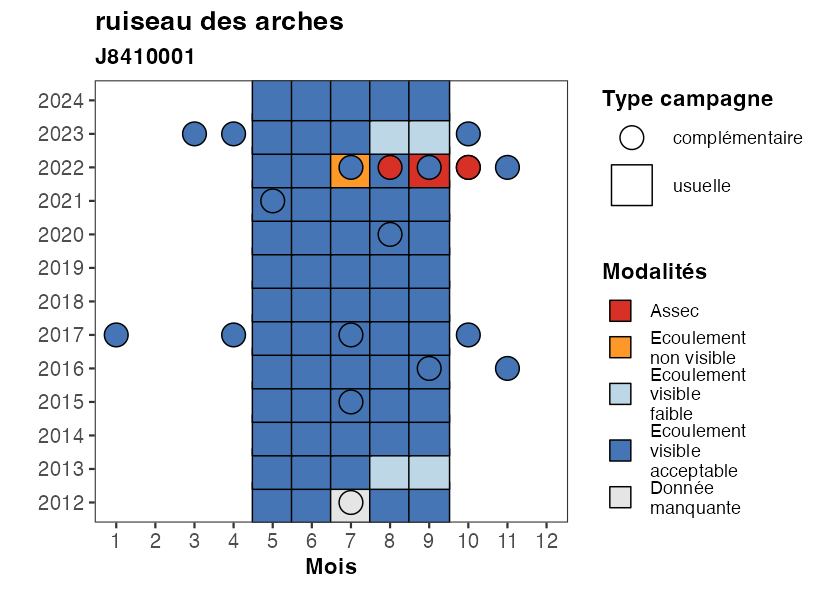 ruiseau des arches
J8410001
2024
2023
2022
2021
2020
2019
2018
2017
2016
2015
2014
2013
2012
1 2 3 4 5 6 7 8 9 10 11 12
Mois
Type campagne
complémentaire
usuelle
Modalités
Assec
Ecoulement
non visible
Ecoulement
visible
faible
Ecoulement
visible
acceptable
Donnée
manquante